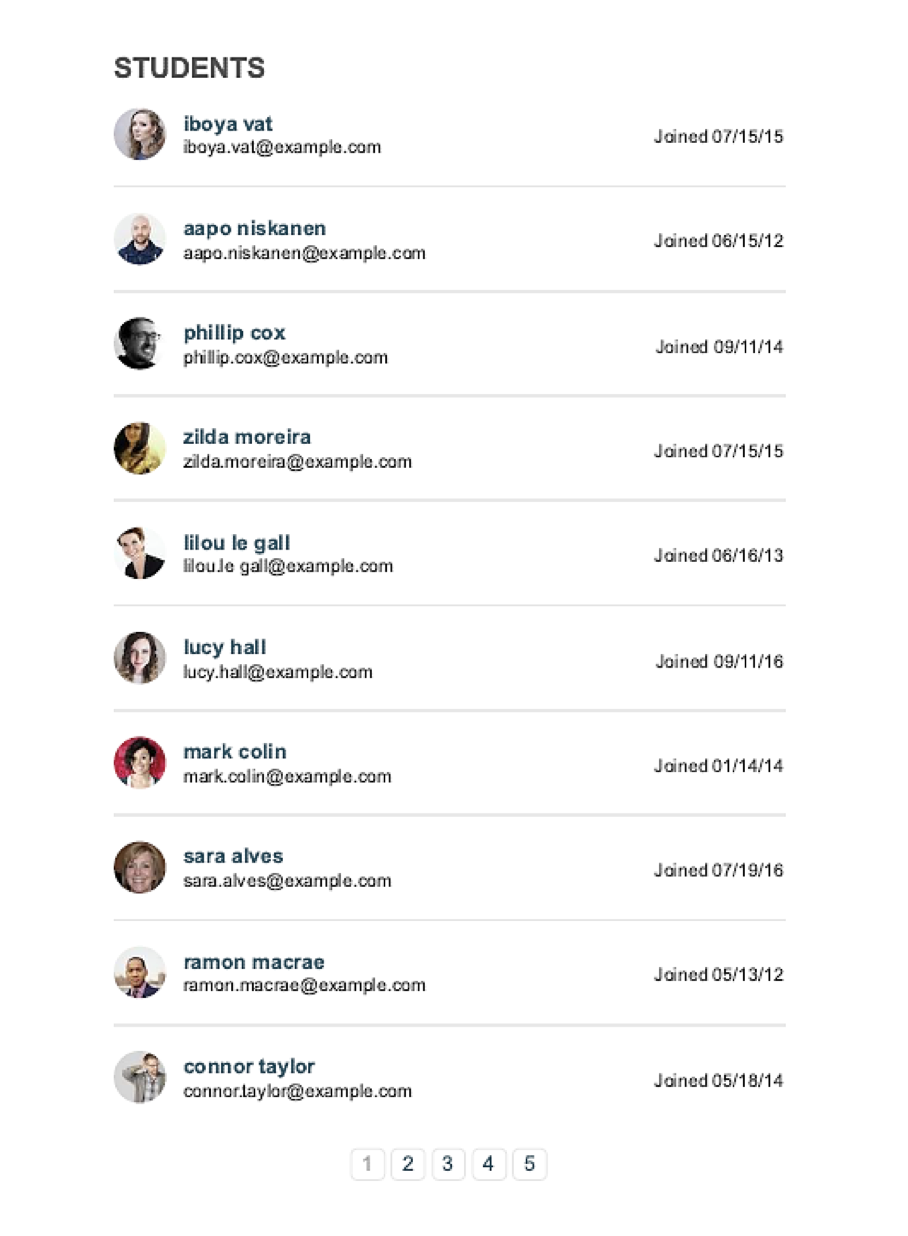 STUDENTS
iboya vat
iboya.vat@example.com
Joined 07/15/15
aapo niskanen
aapo.niskanen@example.com
Joined 06/15/12
phillip cox
phillip.cox@example.com
Joined 09/11/14
zilda moreira
zilda.moreira@example.com
Joined 07/15/15
lilou le gall
lilou.le gall@example.com
Joined 06/16/13
lucy hall
lucy.hall@example.com
Joined 09/11/16
mark colin
mark.colin@example.com
Joined 01/14/14
sara alves
sara.alves@example.com
Joined 07/19/16
ramon macrae
ramon.macrae@example.com
Joined 05/13/12
connor taylor
connor.taylor@example.com
Joined 05/18/14
1 2 3 4 5